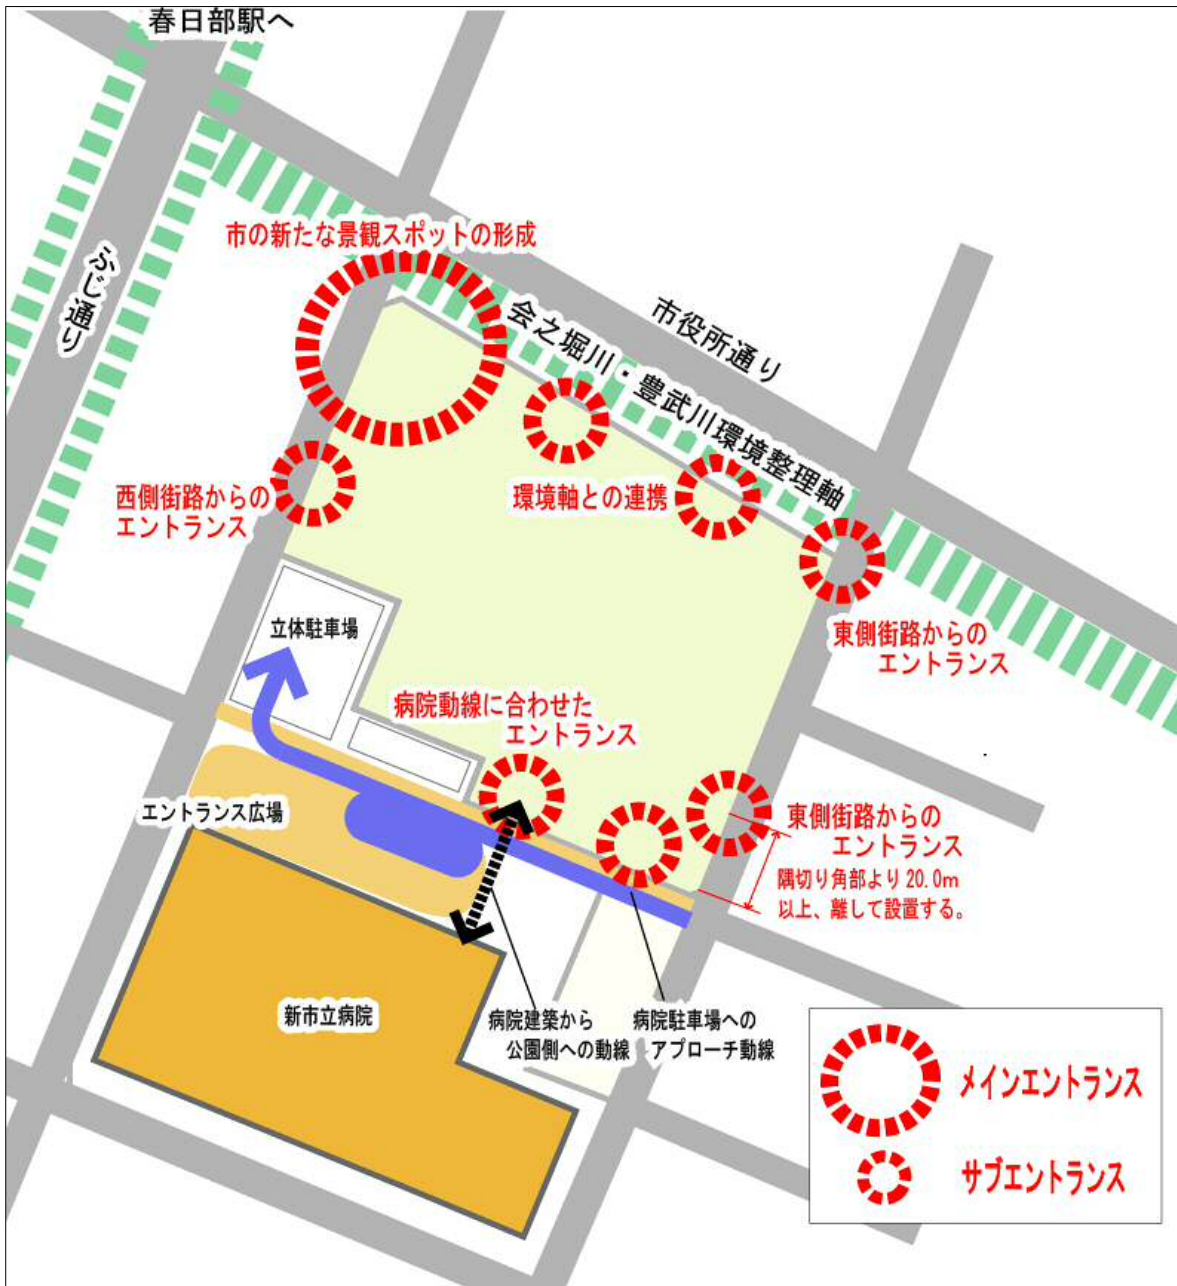 春日部駅へ
市の新たな景観スポットの形成
ふじ通り
市役所通り
会之堀川・豊武川環境整理軸
西側街路からの
エントランス
環境軸との連携
東側街路からの
エントランス
立体駐車場
病院動線に合わせた
エントランス
エントランス広場
東側街路からの
エントランス
隅切り角部より20.0m
以上、離して設置する。
新市立病院
病院建築から
公園側への動線
病院駐車場への
アプローチ動線
メインエントランス
サブエントランス